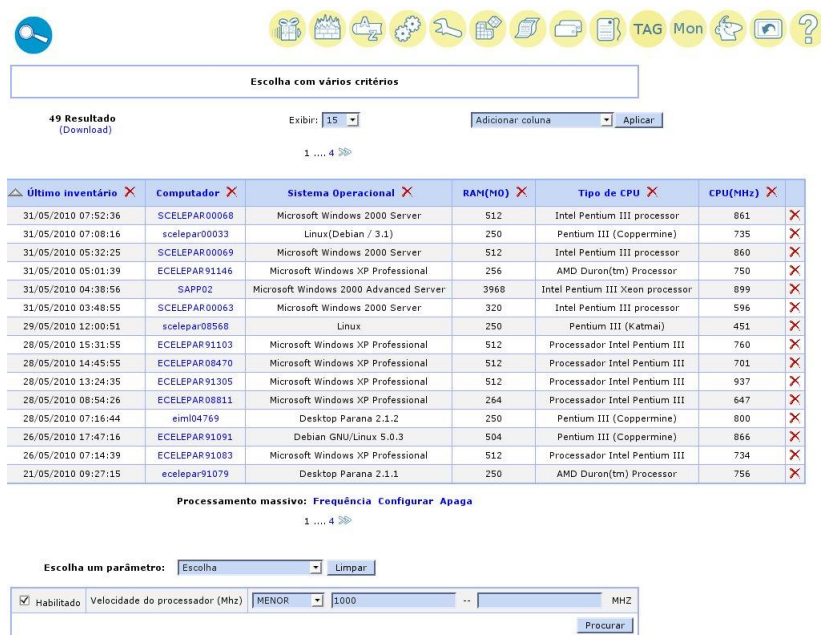 TAG Mon
Escolha com vários critérios
49 Resultado
(Download)
Exibir: 15
Adicionar coluna Aplicar
1 .... 4
Último inventário Computador Sistema Operacional RAM(MO) Tipo de CPU CPU(MHz)
31/05/2010 07:52:36 SCELEPAR00068 Microsoft Windows 2000 Server 512 Intel Pentium III processor 861
31/05/2010 07:08:16 scelepar00033 Linux(Debian / 3.1) 250 Pentium III (Coppermine) 735
31/05/2010 05:32:25 SCELEPAR00069 Microsoft Windows 2000 Server 512 Intel Pentium III processor 860
31/05/2010 05:01:39 ECELEPAR91146 Microsoft Windows XP Professional 256 AMD Duron(tm) Processor 750
31/05/2010 04:38:56 SAPP02 Microsoft Windows 2000 Advanced Server 3968 Intel Pentium III Xeon processor 899
31/05/2010 03:48:55 SCELEPAR00063 Microsoft Windows 2000 Server 320 Intel Pentium III processor 596
29/05/2010 12:00:51 scelepar08568 Linux 250 Pentium III (Katmai) 451
28/05/2010 15:31:55 ECELEPAR91103 Microsoft Windows XP Professional 512 Processador Intel Pentium III 760
28/05/2010 14:45:55 ECELEPAR08470 Microsoft Windows XP Professional 512 Processador Intel Pentium III 701
28/05/2010 13:24:35 ECELEPAR91305 Microsoft Windows XP Professional 512 Processador Intel Pentium III 937
28/05/2010 08:54:26 ECELEPAR08811 Microsoft Windows XP Professional 264 Processador Intel Pentium III 647
28/05/2010 07:16:44 eiml04769 Desktop Parana 2.1.2 250 Pentium III (Coppermine) 800
26/05/2010 17:47:16 ECELEPAR91091 Debian GNU/Linux 5.0.3 504 Pentium III (Coppermine) 866
26/05/2010 07:14:39 ECELEPAR91083 Microsoft Windows XP Professional 512 Processador Intel Pentium III 734
21/05/2010 09:27:15 ecelepar91079 Desktop Parana 2.1.1 250 AMD Duron(tm) Processor 756
Processamento massivo: Frequência Configurar Apaga
1 .... 4
Escolha um parâmetro: Escolha Limpar
Habilitado Velocidade do processador (Mhz) MENOR 1000 -- MHZ
Procurar